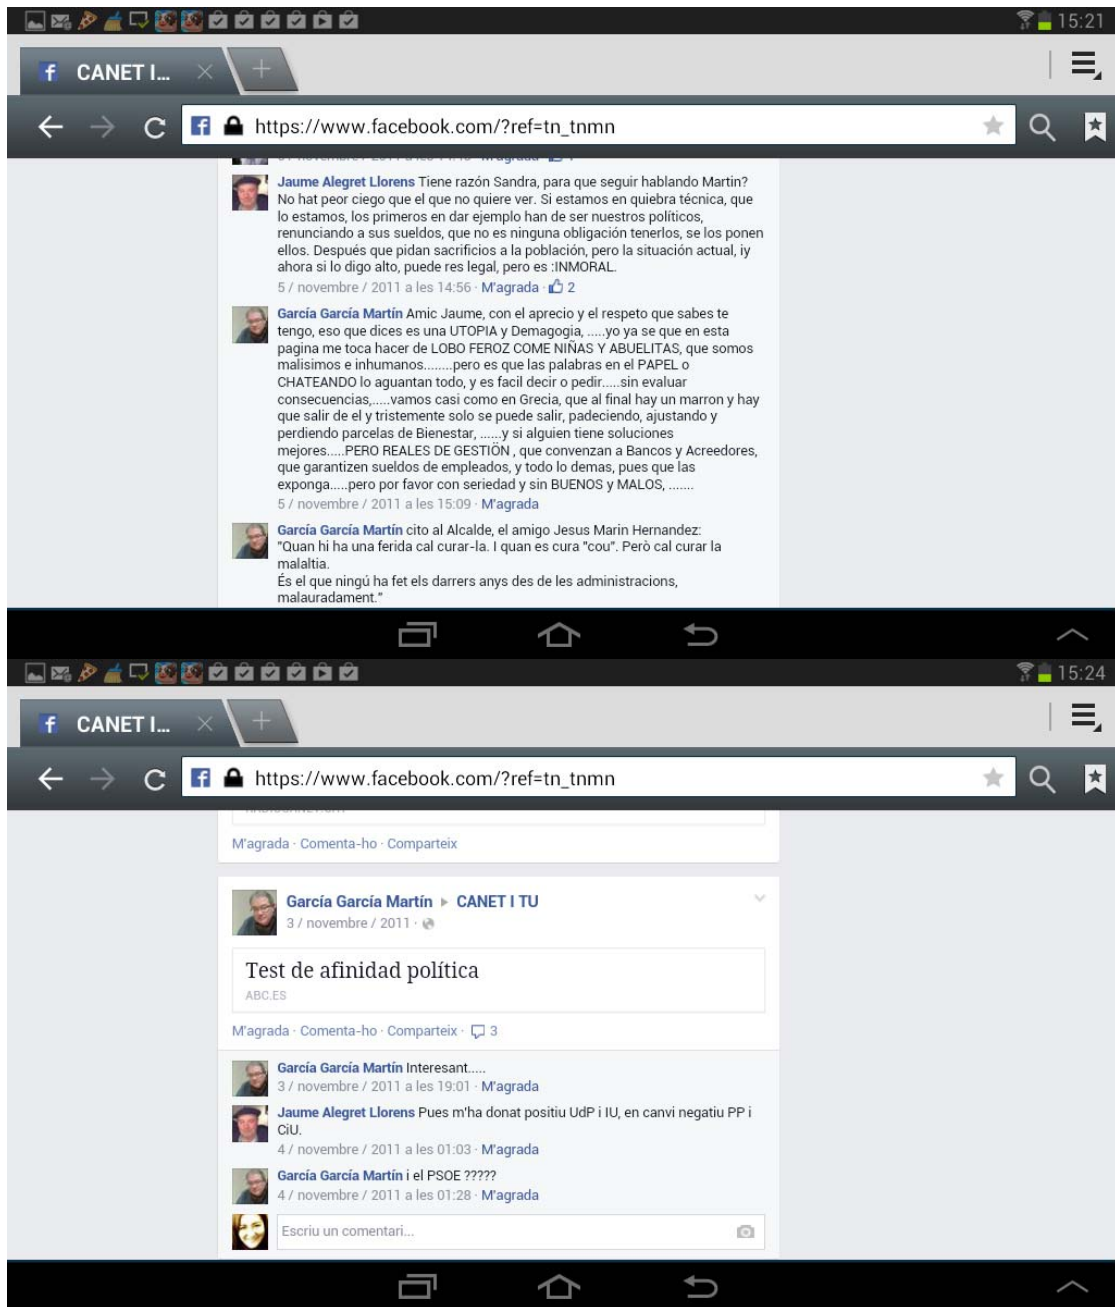 15:21
CANET I...
https://www.facebook.com/?ref=tn_tnmn
Jaume Alegret Llorens Tiene razón Sandra, para que seguir hablando Martin?
No hat peor ciego que el que no quiere ver. Si estamos en quiebra técnica, que
lo estamos, los primeros en dar ejemplo han de ser nuestros políticos,
renunciando a sus sueldos, que no es ninguna obligación tenerlos, se los ponen
ellos. Después que pidan sacrificios a la población, pero la situación actual, ¡y
ahora si lo digo alto, puede res legal, pero es :INMORAL.
5 / novembre / 2011 a les 14:56 · M'agrada · 2
García García Martín Amic Jaume, con el aprecio y el respeto que sabes te
tengo, eso que dices es una UTOPIA y Demagogia, .....yo ya se que en esta
pagina me toca hacer de LOBO FEROZ COME NIÑAS Y ABUELITAS, que somos
malisimos e inhumanos........pero es que las palabras en el PAPEL o
CHATEANDO lo aguantan todo, y es facil decir o pedir.....sin evaluar
consecuencias,.....vamos casi como en Grecia, que al final hay un marron y hay
que salir de el y tristemente solo se puede salir, padeciendo, ajustando y
perdiendo parcelas de Bienestar, ......y si alguien tiene soluciones
mejores.....PERO REALES DE GESTIÖN , que convenzan a Bancos y Acreedores,
que garantizen sueldos de empleados, y todo lo demas, pues que las
exponga.....pero por favor con seriedad y sin BUENOS y MALOS, .......
5 / novembre / 2011 a les 15:09 · M'agrada
García García Martín cito al Alcalde, el amigo Jesus Marin Hernandez:
"Quan hi ha una ferida cal curar-la. I quan es cura "cou". Però cal curar la
malaltia.
És el que ningú ha fet els darrers anys des de les administracions,
malauradament."
15:24
CANET I...
https://www.facebook.com/?ref=tn_tnmn
M'agrada · Comenta-ho · Comparteix
García García Martín ▸ CANET I TU
3 / novembre / 2011 ·
Test de afinidad política
ABC.ES
M'agrada · Comenta-ho · Comparteix · 3
García García Martín Interesant.....
3 / novembre / 2011 a les 19:01 · M'agrada
Jaume Alegret Llorens Pues m'ha donat positiu UdP i IU, en canvi negatiu PP i
CiU.
4 / novembre / 2011 a les 01:03 · M'agrada
García García Martín i el PSOE ?????
4 / novembre / 2011 a les 01:28 · M'agrada
Escriu un comentari...